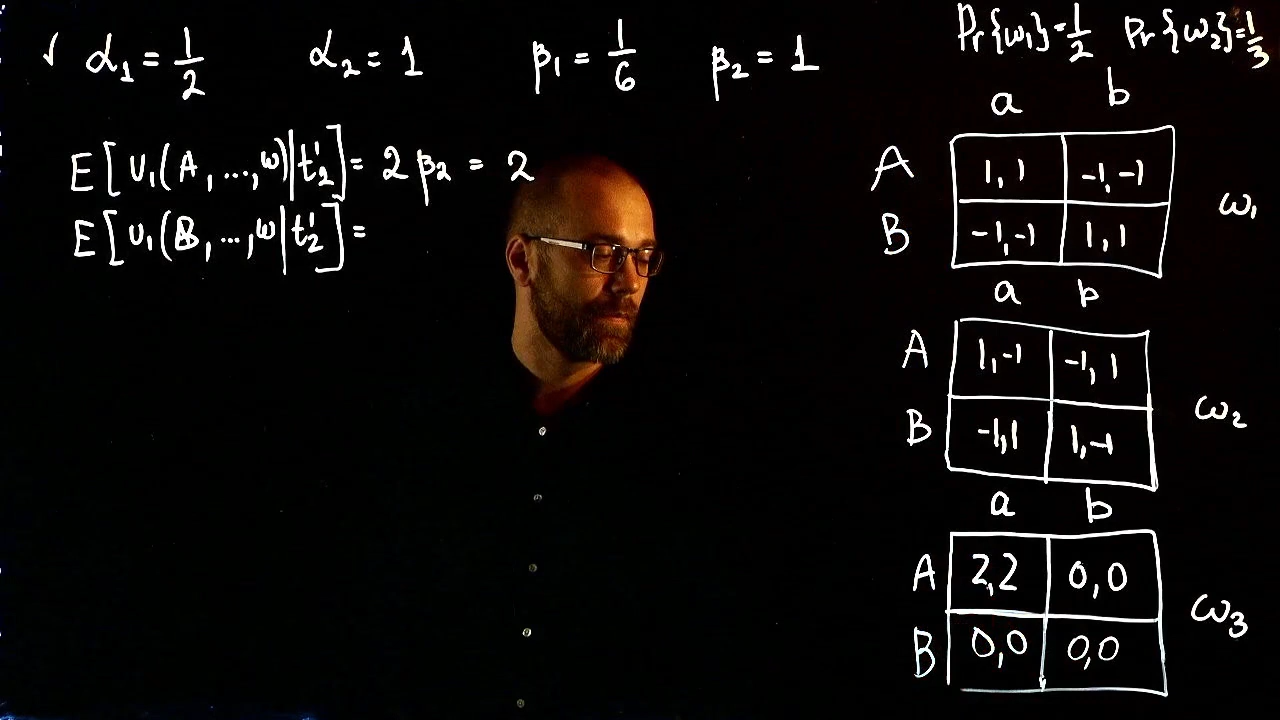 √ α₁ = 1/2 α₂ = 1 β₁ = 1/6 β₂ = 1
E[u₁(A, ..., ω)|t₂'] = 2β₂ = 2
E[u₁(B, ..., ω|t₂'] =
Pr{ω₁}=1/2 Pr{ω₂}=1/3
a b
A 1,1 -1,-1
ω₁
B -1,-1 1,1
a b
A 1,-1 -1,1
ω₂
B -1,1 1,-1
a b
A 2,2 0,0
ω₃
B 0,0 0,0